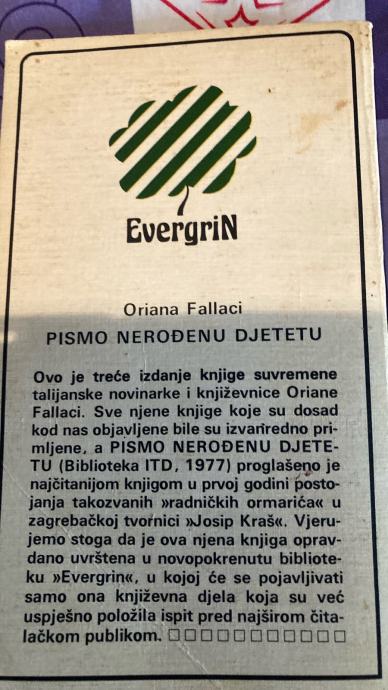 EvergriN
Oriana Fallaci
PISMO NEROĐENU DJETETU
Ovo je treće izdanje knjige suvremene
talijanske novinarke i književnice Oriane
Fallaci. Sve njene knjige koje su dosad
kod nas objavljene bile su izvanredno pri-
mljene, a PISMO NEROĐENU DJETE-
TU (Biblioteka ITD, 1977) proglašeno je
najčitanijom knjigom u prvoj godini posto-
janja takozvanih »radničkih ormarića« u
zagrebačkoj tvornici »Josip Kraš«. Vjeru-
jemo stoga da je ova njena knjiga oprav-
dano uvrštena u novopokrenutu bibliote-
ku »Evergrin«, u kojoj će se pojavljivati
samo ona književna djela koja su već
uspješno položila ispit pred najširom čita-
lačkom publikom. □□□□□□□□□□□